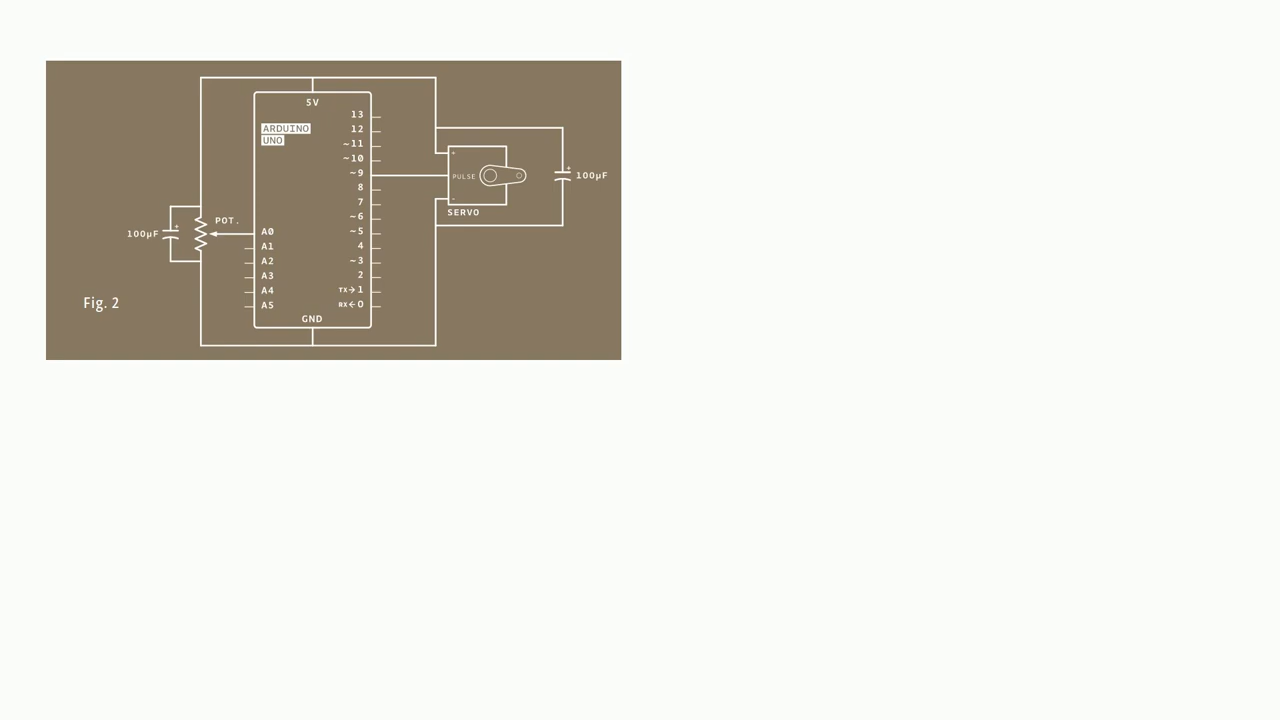 5V
ARDUINO
UNO
13
12
~11
~10
~9
8
7
~6
~5
4
~3
2
TX→1
RX←0
A0
A1
A2
A3
A4
A5
GND
POT.
100µF
+
Fig. 2
+
PULSE
-
SERVO
+
100µF